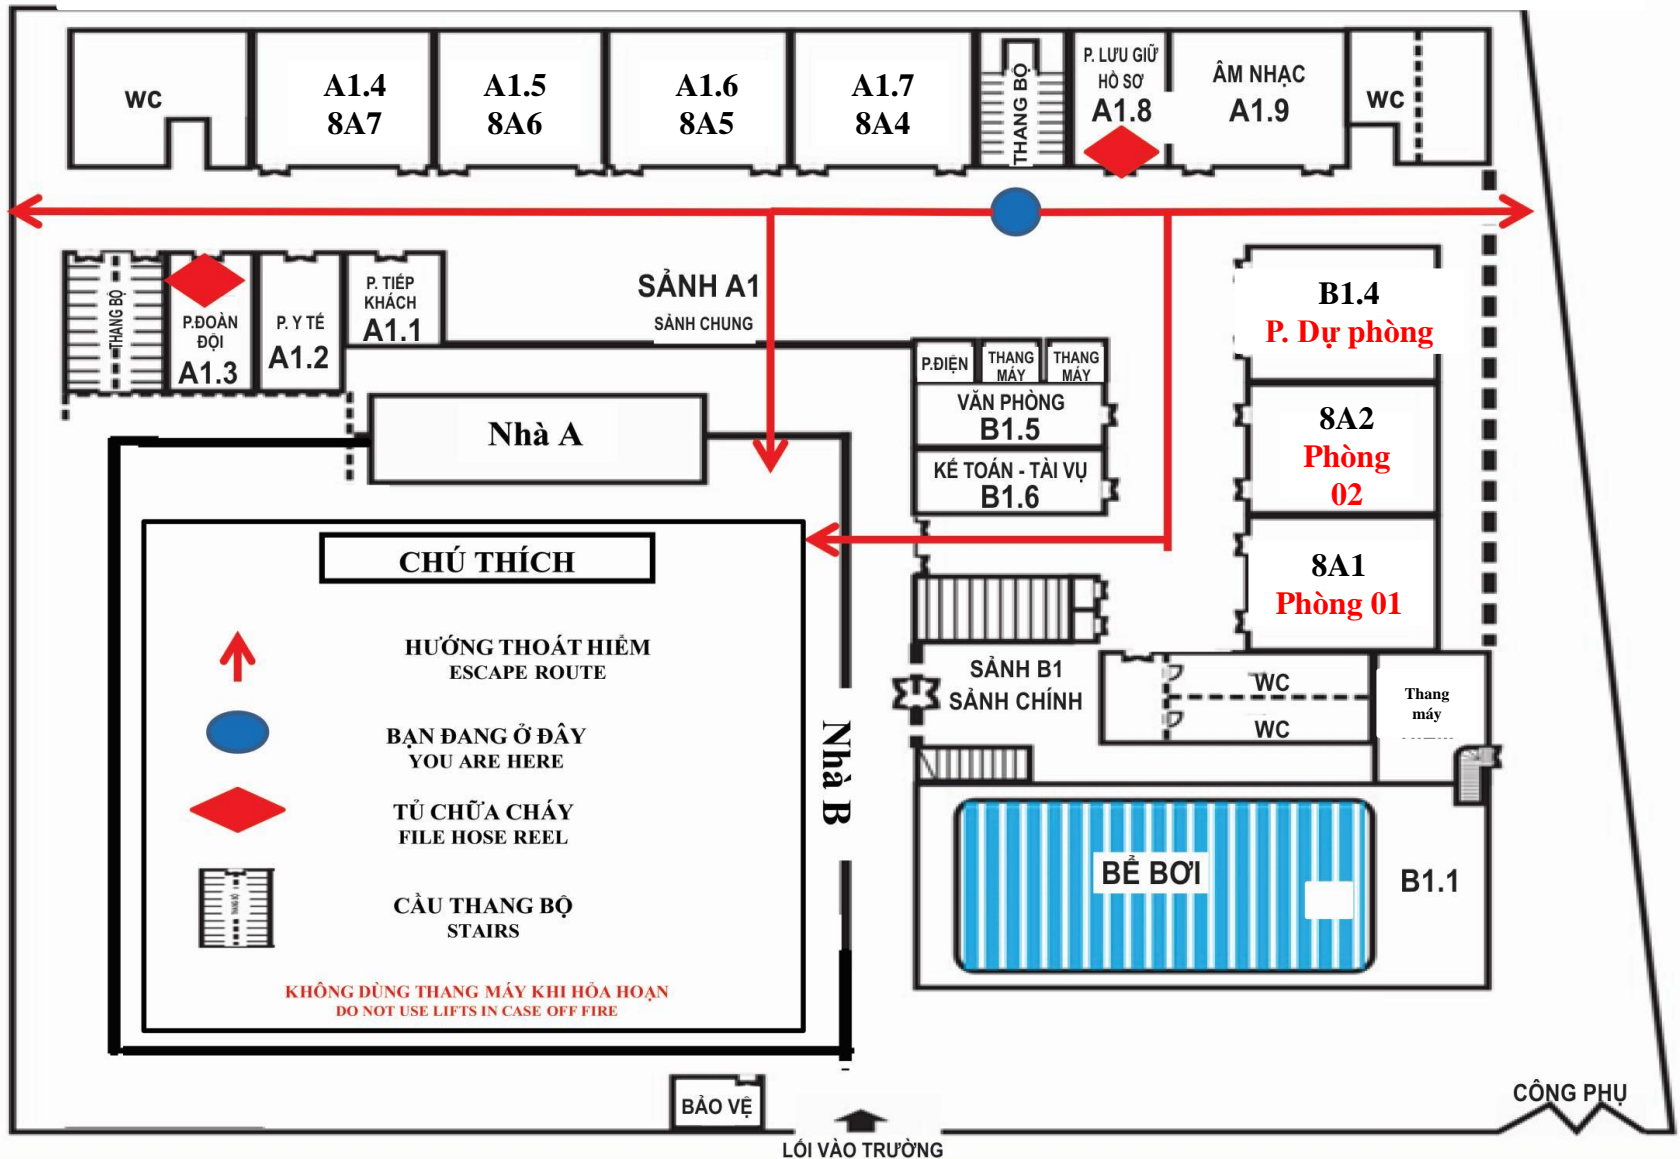 WC
A1.4
8A7
A1.5
8A6
A1.6
8A5
A1.7
8A4
THANG BỘ
P. LƯU GIỮ
HỒ SƠ
A1.8
ÂM NHẠC
A1.9
WC
THANG BỘ
P.ĐOÀN
ĐỘI
A1.3
P. Y TẾ
A1.2
P. TIẾP
KHÁCH
A1.1
SẢNH A1
SẢNH CHUNG
P.ĐIỆN
THANG
MÁY
THANG
MÁY
VĂN PHÒNG
B1.5
KẾ TOÁN - TÀI VỤ
B1.6
B1.4
P. Dự phòng
8A2
Phòng
02
8A1
Phòng 01
Nhà A
CHÚ THÍCH
HƯỚNG THOÁT HIỂM
ESCAPE ROUTE
BẠN ĐANG Ở ĐÂY
YOU ARE HERE
TỦ CHỮA CHÁY
FILE HOSE REEL
CẦU THANG BỘ
STAIRS
KHÔNG DÙNG THANG MÁY KHI HỎA HOẠN
DO NOT USE LIFTS IN CASE OFF FIRE
Nhà B
SẢNH B1
SẢNH CHÍNH
WC
WC
Thang
máy
BỂ BƠI
B1.1
BẢO VỆ
LỐI VÀO TRƯỜNG
CÔNG PHỤ